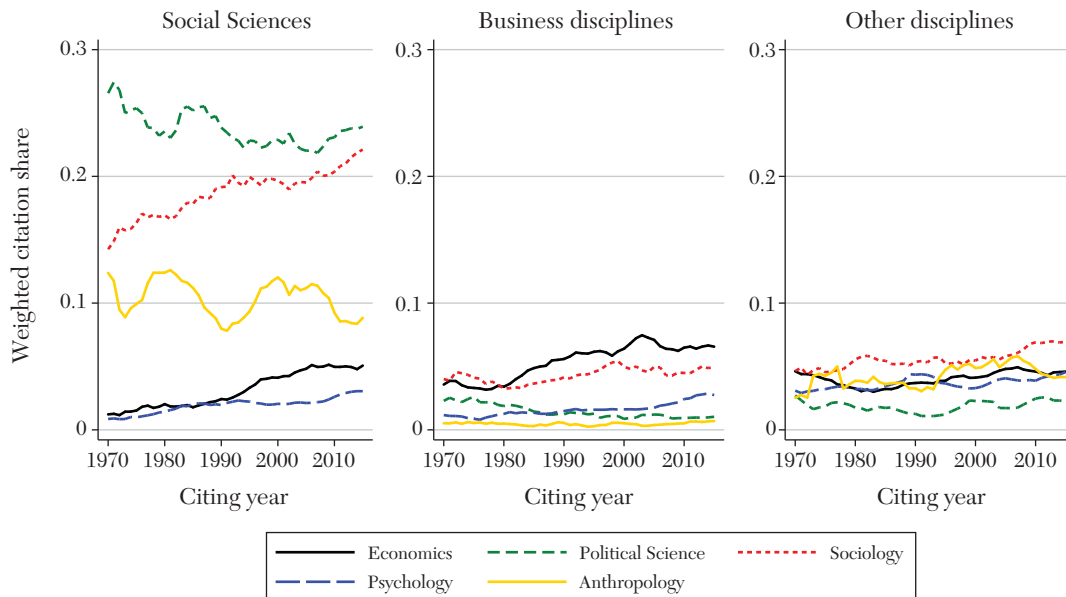 Social Sciences
Business disciplines
Other disciplines
Weighted citation share
0.3
0.2
0.1
0
1970 1980 1990 2000 2010
Citing year
0.3
0.2
0.1
0
1970 1980 1990 2000 2010
Citing year
0.3
0.2
0.1
0
1970 1980 1990 2000 2010
Citing year
Economics Political Science Sociology
Psychology Anthropology